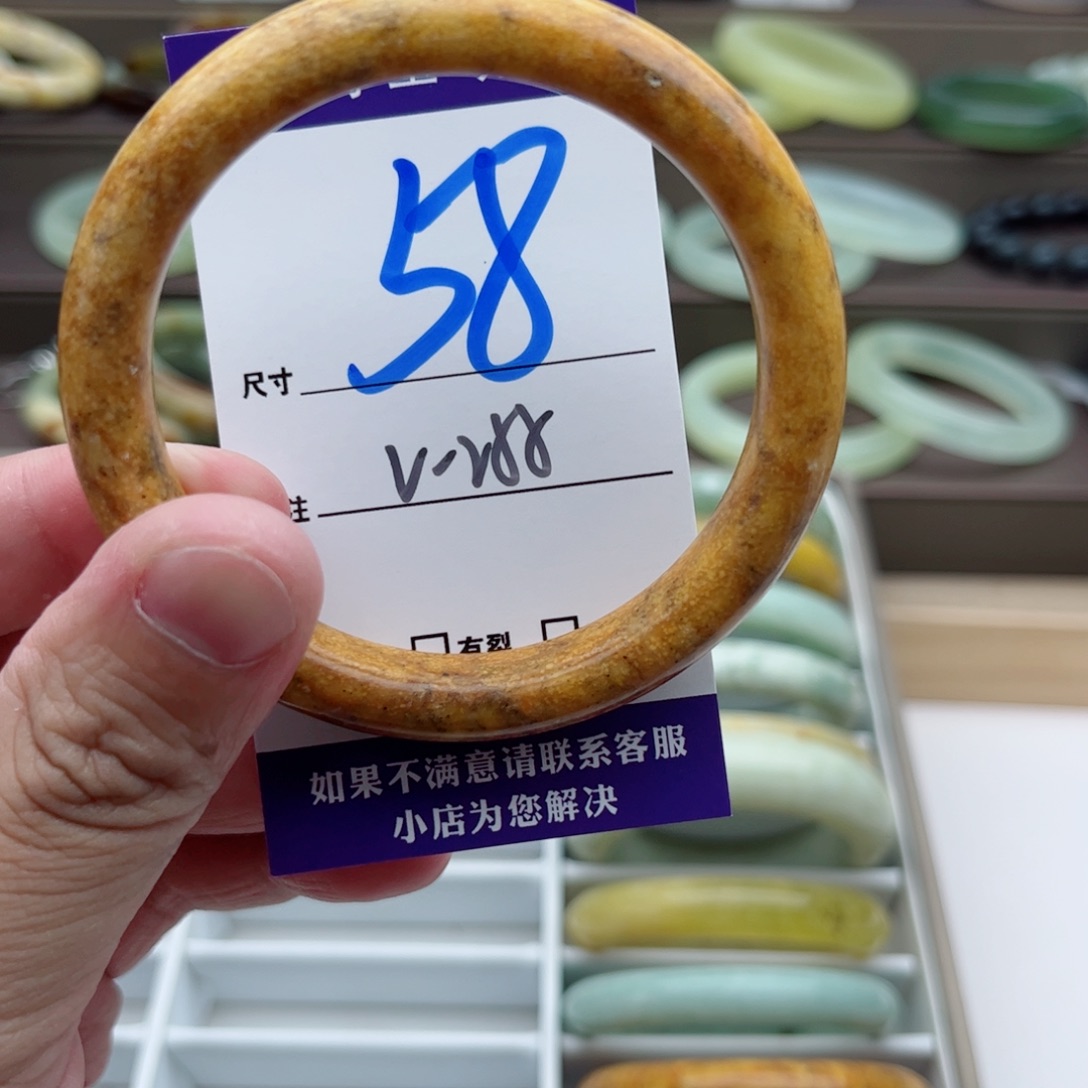 58
尺寸
V-288
注
□有裂 □
如果不满意请联系客服
小店为您解决